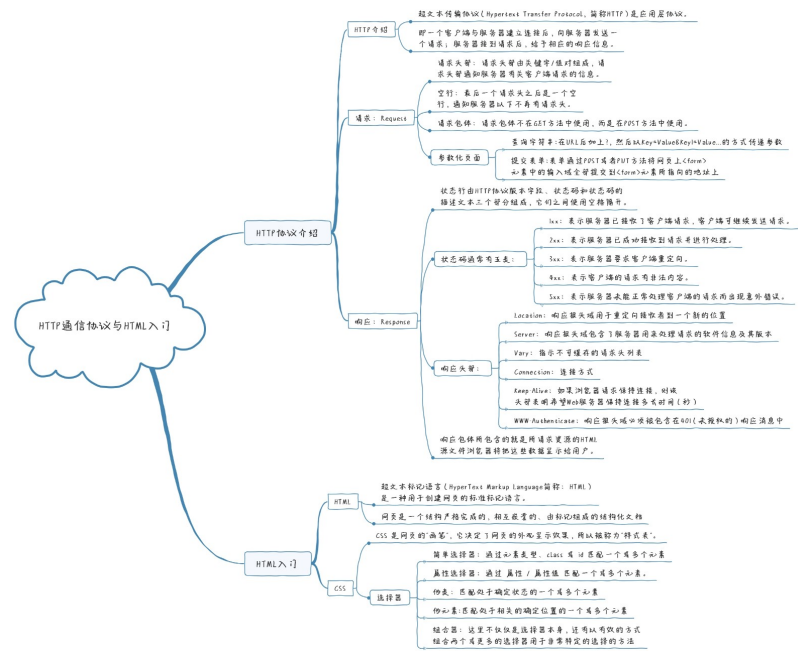 HTTP通信协议与HTML入门
HTTP协议介绍
HTTP介绍
超文本传输协议(Hypertext Transfer Protocol, 简称HTTP)是应用层协议。
即一个客户端与服务器建立连接后，向服务器发送一
个请求；服务器接到请求后，给予相应的响应信息。
请求：Request
请求头部：请求头部由关键字/值对组成，请
求头部通知服务器有关客户端请求的信息。
空行：最后一个请求头之后是一个空
行，通知服务器以下不再有请求头。
请求包体：请求包体不在GET方法中使用，而是在POST方法中使用。
参数化页面
查询字符串:在URL后加上?, 然后以Key=Value&Key1=Value...的方式传递参数
提交表单:表单通过POST或者PUT方法将网页上<form>
元素中的输入域全部提交到<form>元素所指向的地址上
响应：Response
状态行由HTTP协议版本字段、状态码和状态码的
描述文本三个部分组成，它们之间使用空格隔开。
状态码通常有五类：
1xx：表示服务器已接收了客户端请求，客户端可继续发送请求。
2xx：表示服务器已成功接收到请求并进行处理。
3xx：表示服务器要求客户端重定向。
4xx：表示客户端的请求有非法内容。
5xx：表示服务器未能正常处理客户端的请求而出现意外错误。
响应头部：
Location：响应报头域用于重定向接收者到一个新的位置
Server：响应报头域包含了服务器用来处理请求的软件信息及其版本
Vary：指示不可缓存的请求头列表
Connection：连接方式
Keep-Alive：如果浏览器请求保持连接，则该
头部表明希望Web服务器保持连接多长时间（秒）
WWW-Authenticate：响应报头域必须被包含在401（未授权的）响应消息中
响应包体所包含的就是所请求资源的HTML
源文件浏览器将把这些数据显示给用户。
HTML入门
HTML
超文本标记语言（HyperText Markup Language简称：HTML）
是一种用于创建网页的标准标记语言。
网页是一个结构严格完成的、相互嵌套的、由标记组成的结构化文档
CSS
CSS 是网页的“画笔”，它决定了网页的外观显示效果，所以被称为“样式表”。
选择器
简单选择器：通过元素类型、class 或 id 匹配一个或多个元素
属性选择器：通过 属性 / 属性值 匹配一个或多个元素。
伪类：匹配处于确定状态的一个或多个元素
伪元素:匹配处于相关的确定位置的一个或多个元素
组合器：这里不仅仅是选择器本身，还有以有效的方式
组合两个或更多的选择器用于非常特定的选择的方法